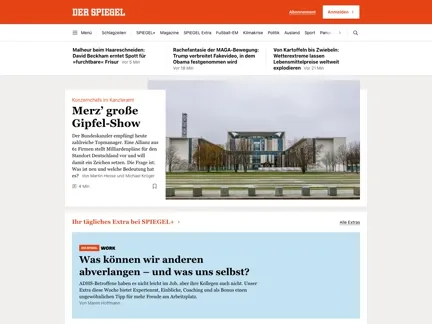 DER SPIEGEL
Abonnement
Anmelden
Menü
Schlagzeilen
SPIEGEL+
Magazine
SPIEGEL Extra
Fußball-EM
Klimakrise
Politik
Ausland
Sport
Malheur beim Haareschneiden:
David Beckham erntet Spott für
»furchtbare« Frisur vor 5 Min
Rachefantasie der MAGA-Bewegung:
Trump verbreitet Fakevideo, in dem
Obama festgenommen wird
vor 18 Min
Von Kartoffeln bis Zwiebeln:
Wetterextreme lassen
Lebensmittelpreise weltweit
explodieren vor 21 Min
Konzernchefs im Kanzleramt
Merz’ große
Gipfel-Show
Der Bundeskanzler empfängt heute
zahlreiche Topmanager. Eine Allianz aus
61 Firmen stellt Milliardenpläne für den
Standort Deutschland vor und will
damit ein Zeichen setzen. Die Frage ist:
Was ist neu und welche Bedeutung hat
es? Von Martin Hesse und Michael Kröger
4 Min
Ihr tägliches Extra bei SPIEGEL+
Alle Extras
DER SPIEGEL WORK
Was können wir anderen
abverlangen – und was uns selbst?
ADHS-Betroffene haben es nicht leicht im Job, aber ihre Kollegen auch nicht. Unser
Extra diese Woche bietet Expertenrat, Einblicke, Coaching und als Bonus einen
ungewöhnlichen Tipp für mehr Freude am Arbeitsplatz.
Von Maren Hoffmann